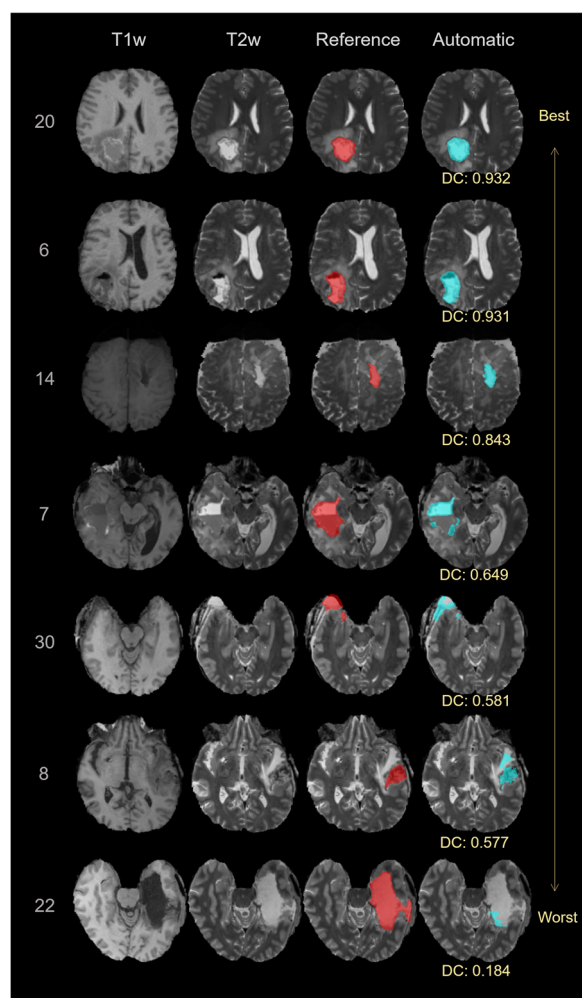 T1w T2w Reference Automatic
20
Best
DC: 0.932
6
DC: 0.931
14
DC: 0.843
7
DC: 0.649
30
DC: 0.581
8
DC: 0.577
22
Worst
DC: 0.184